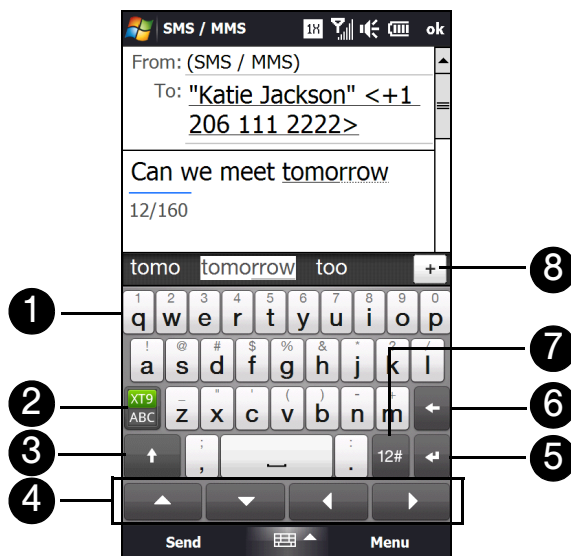 SMS / MMS 1X ok
From: (SMS / MMS)
To: "Katie Jackson" <+1
206 111 2222>
Can we meet tomorrow
12/160
tomo tomorrow too + 8
1 2 3 4 5 6 7 8 9 0
1 q w e r t y u i o p
7
! @ # $ % & * ? /
a s d f g h j k l
XT9 _ " ' ( ) - +
2 ABC z x c v b n m 6
; :
3 , . 12# 5
4
Send Menu